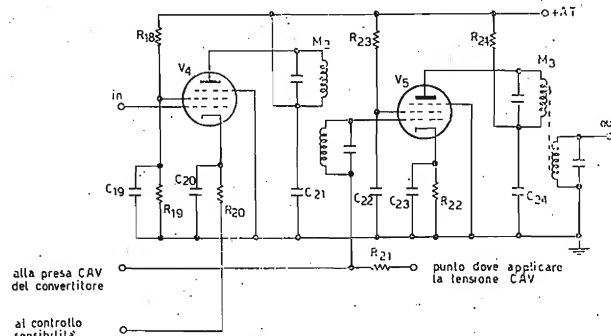 +AT
R18
M2
R23
R24
M3
V4
V5
in
C19
R19
C20
R20
C21
C22
C23
R22
C24
R21
alla presa CAV
del convertitore
punto dove applicare
la tensione CAV
al controllo
sensibilità